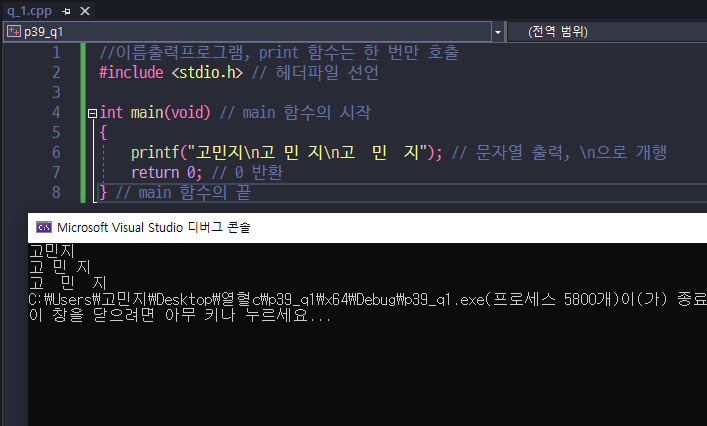 q_1.cpp
p39_q1 (전역 범위)
1 //이름출력프로그램, print 함수는 한 번만 호출
2 #include <stdio.h> // 헤더파일 선언
3
4 int main(void) // main 함수의 시작
5 {
6 printf("고민지\n고 민 지\n고  민  지"); // 문자열 출력, \n으로 개행
7 return 0; // 0 반환
8 } // main 함수의 끝
Microsoft Visual Studio 디버그 콘솔
고민지
고 민 지
고  민  지
C:₩Users₩고민지₩Desktop₩열혈c₩p39_q1₩x64₩Debug₩p39_q1.exe(프로세스 5800개)이(가) 종료
이 창을 닫으려면 아무 키나 누르세요...